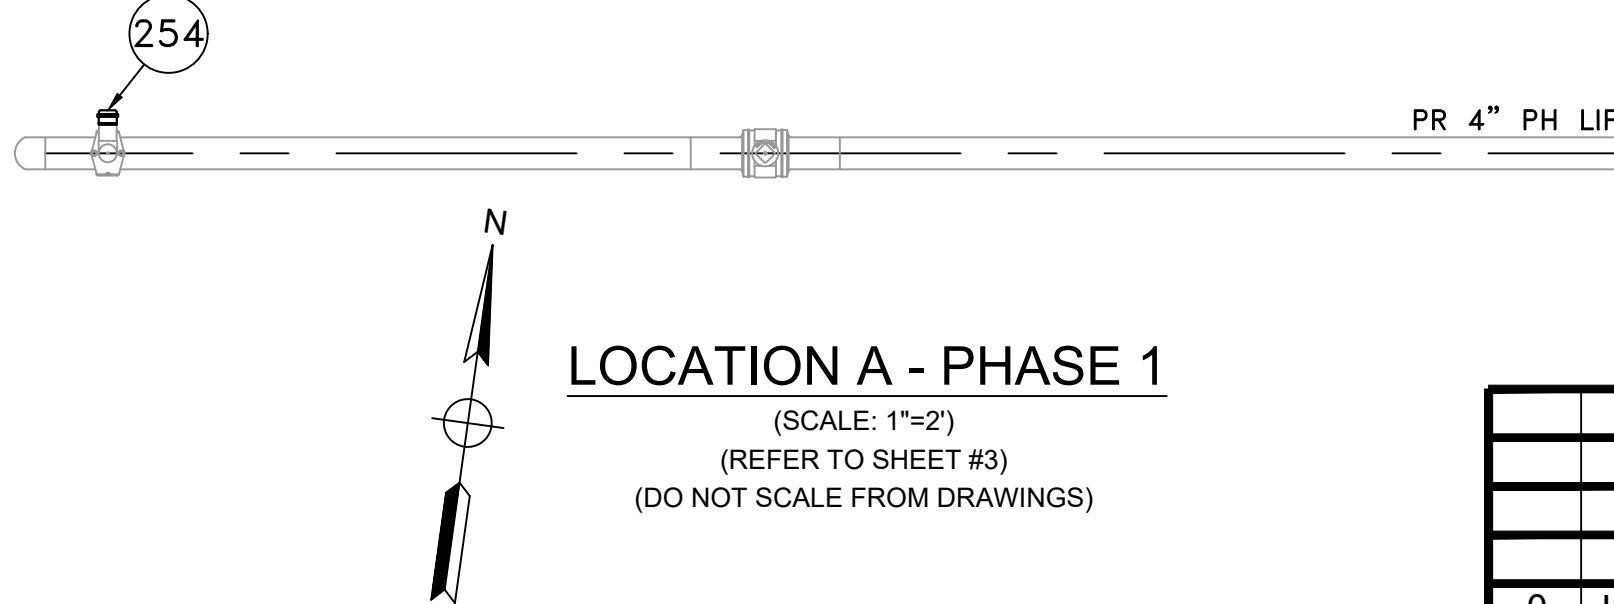 254
PR 4” PH
N
LOCATION A - PHASE 1
(SCALE: 1"=2')
(REFER TO SHEET #3)
(DO NOT SCALE FROM DRAWINGS)